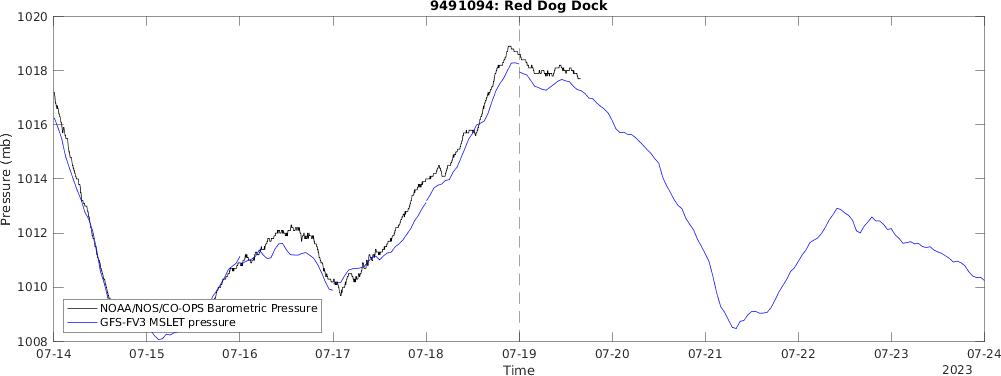 9491094: Red Dog Dock
Pressure (mb)
1020
1018
1016
1014
1012
1010
1008
NOAA/NOS/CO-OPS Barometric Pressure
GFS-FV3 MSLET pressure
07-14 07-15 07-16 07-17 07-18 07-19 07-20 07-21 07-22 07-23 07-24
Time
2023